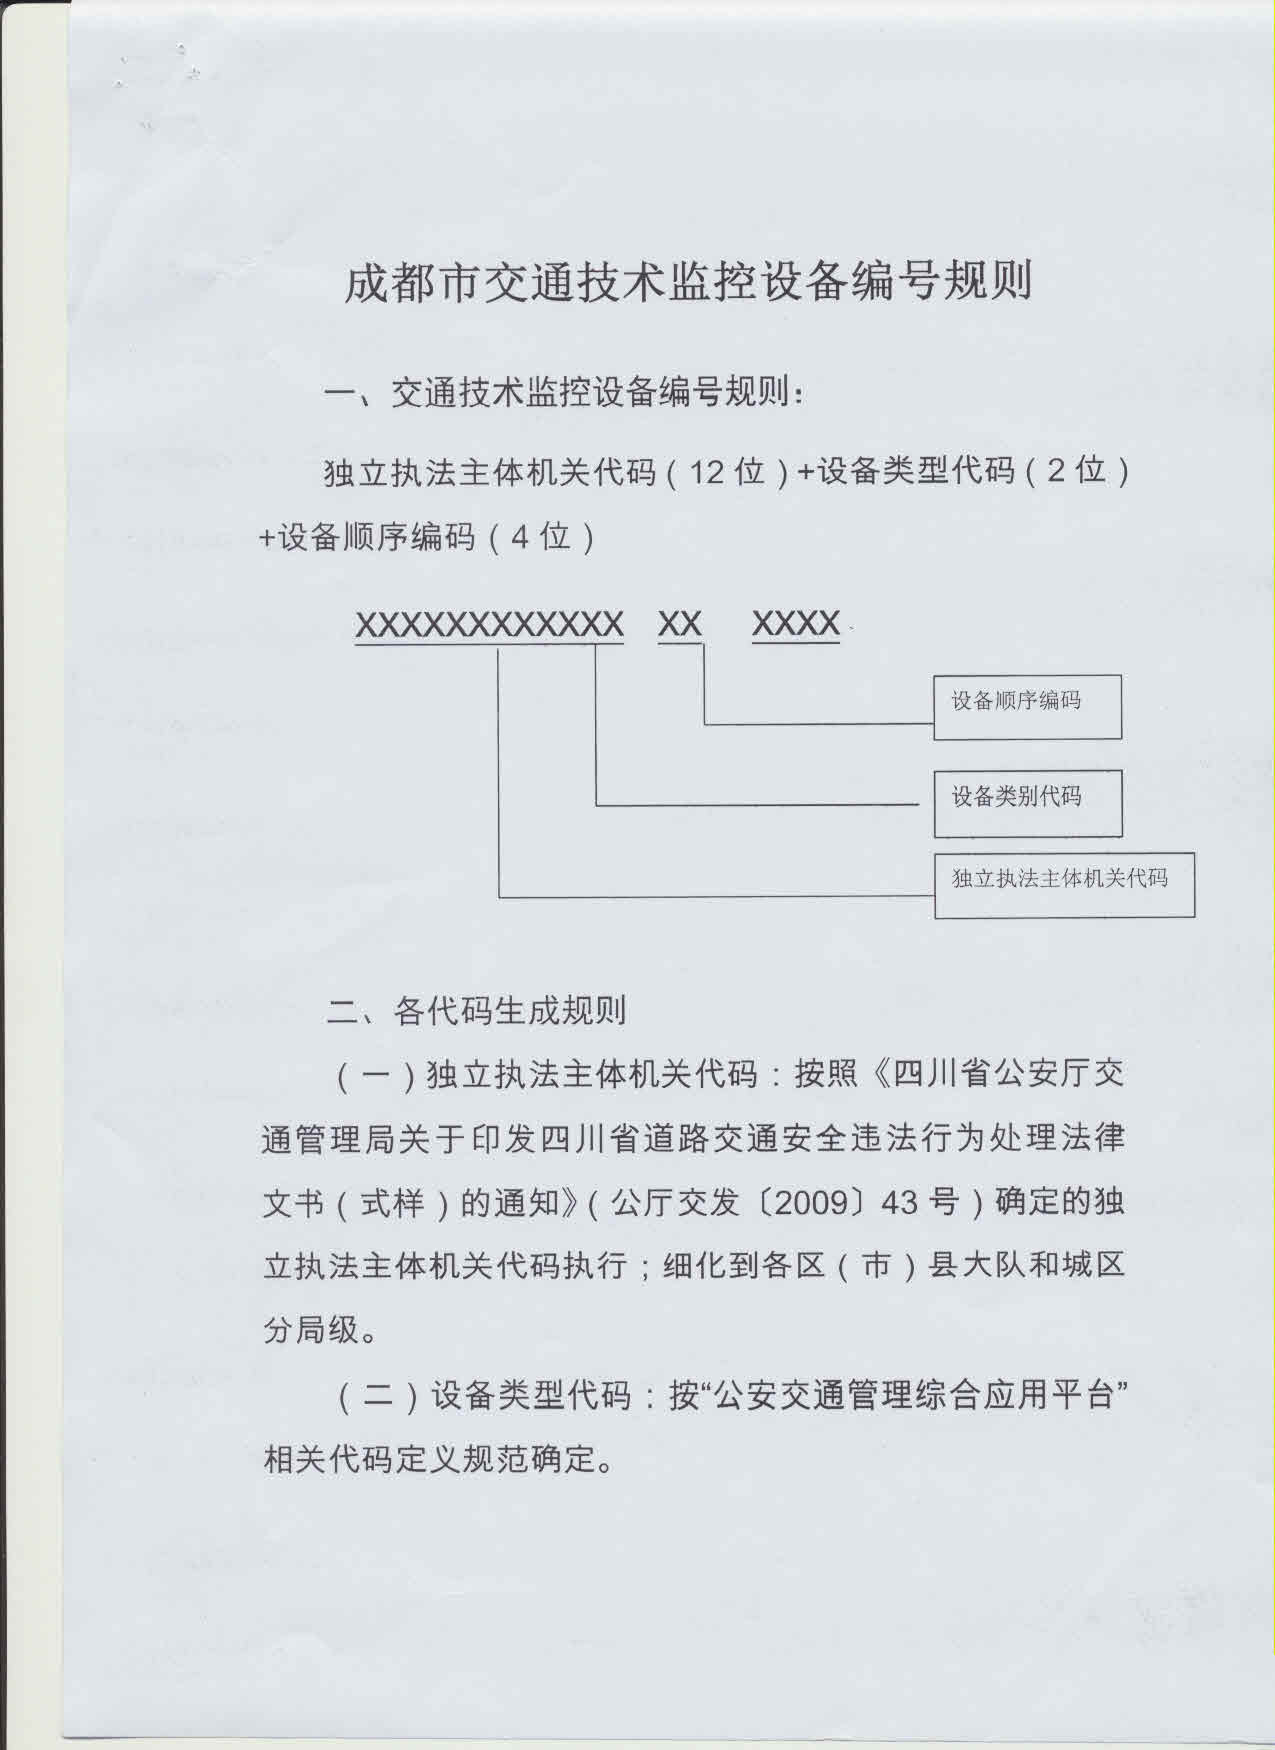 成都市交通技术监控设备编号规则
一、交通技术监控设备编号规则：
独立执法主体机关代码（12 位）+设备类型代码（2 位）
+设备顺序编码（4 位）
XXXXXXXXXXXX XX XXXX
设备顺序编码
设备类别代码
独立执法主体机关代码
二、各代码生成规则
（一）独立执法主体机关代码：按照《四川省公安厅交
通管理局关于印发四川省道路交通安全违法行为处理法律
文书（式样）的通知》（公厅交发〔2009〕43 号）确定的独
立执法主体机关代码执行；细化到各区（市）县大队和城区
分局级。
（二）设备类型代码：按“公安交通管理综合应用平台”
相关代码定义规范确定。